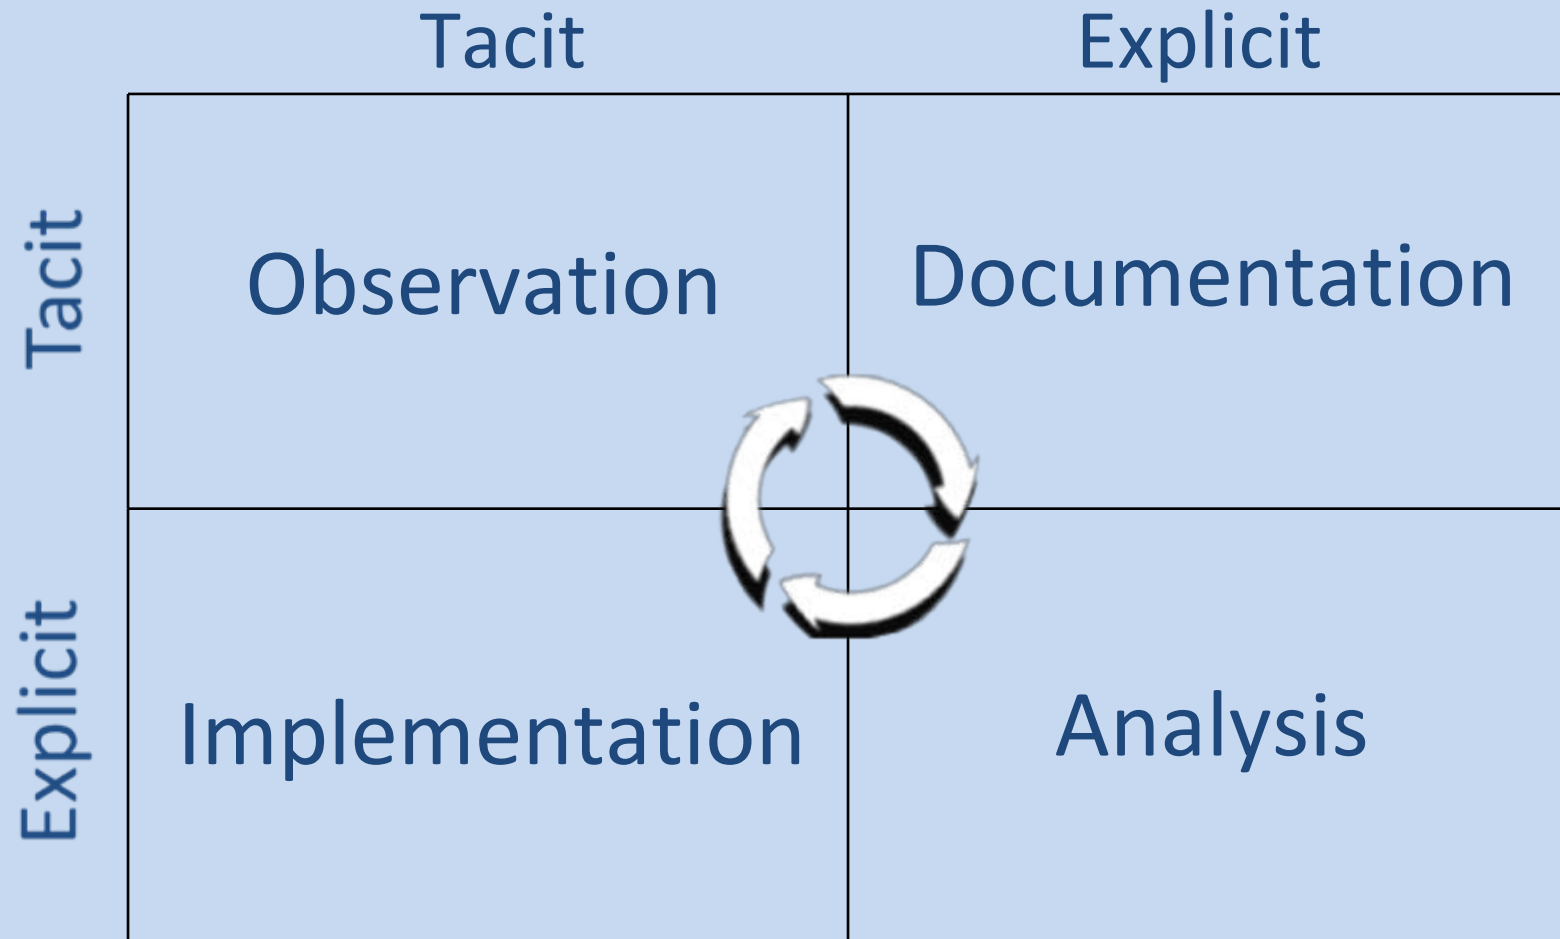 Tacit
Explicit
Tacit
Observation
Documentation
Explicit
Implementation
Analysis